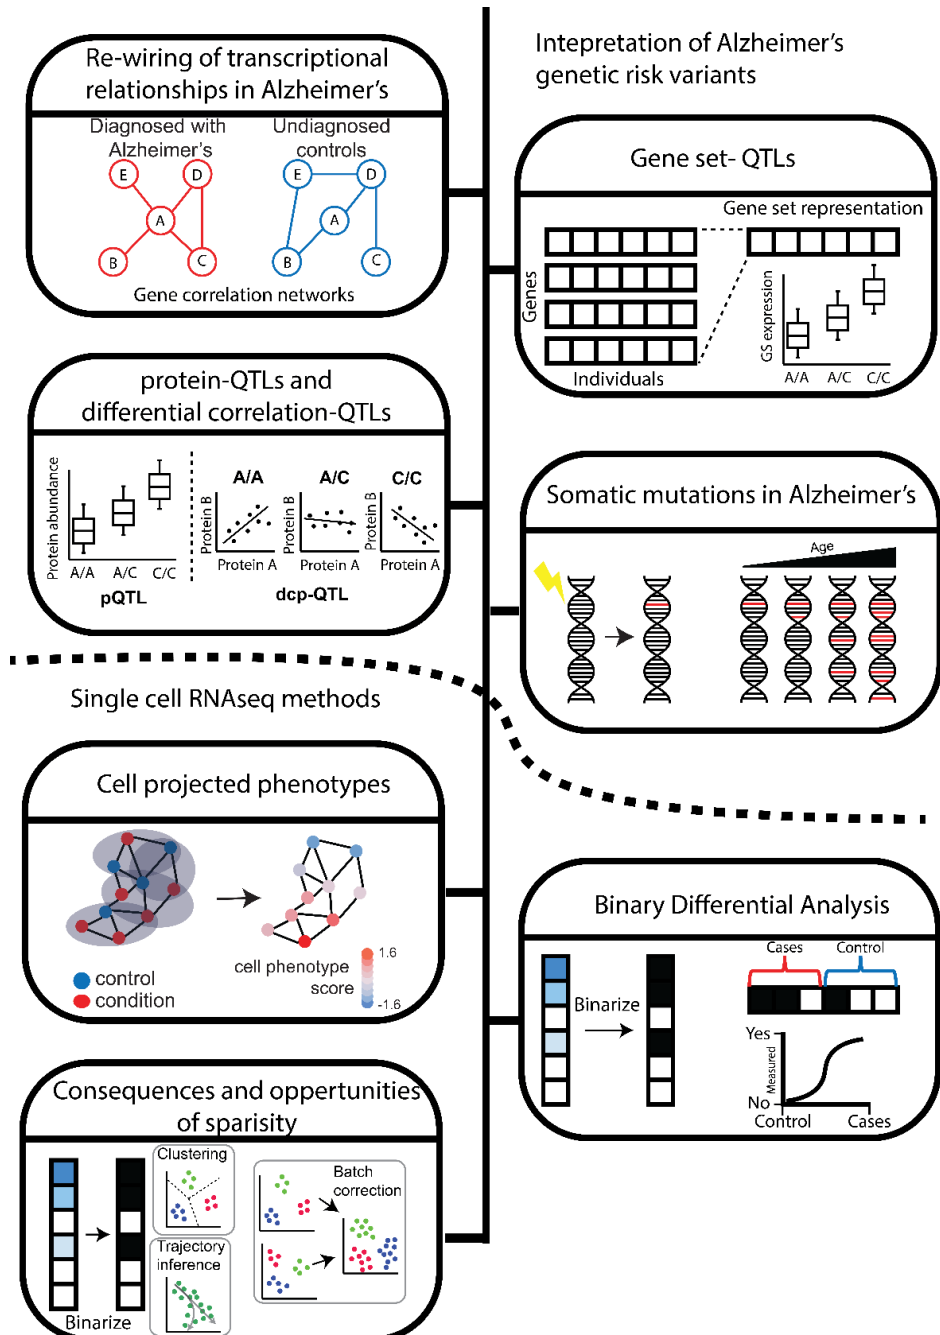 Re-wiring of transcriptional
relationships in Alzheimer's
Diagnosed with
Alzheimer's
Undiagnosed
controls
E
D
A
B
C
E
D
A
B
C
Gene correlation networks
Intepretation of Alzheimer's
genetic risk variants
Gene set- QTLs
Gene set representation
Genes
Individuals
GS expression
A/A
A/C
C/C
protein-QTLs and
differential correlation-QTLs
Protein abundance
A/A
A/C
C/C
pQTL
A/A
A/C
C/C
Protein B
Protein A
Protein B
Protein A
Protein B
Protein A
dcp-QTL
Somatic mutations in Alzheimer's
Age
Single cell RNAseq methods
Cell projected phenotypes
control
condition
cell phenotype
score
1.6
-1.6
Binary Differential Analysis
Binarize
Cases
Control
Yes
Measured
No
Control
Cases
Consequences and oppertunities
of sparisity
Binarize
Clustering
Trajectory
inference
Batch
correction